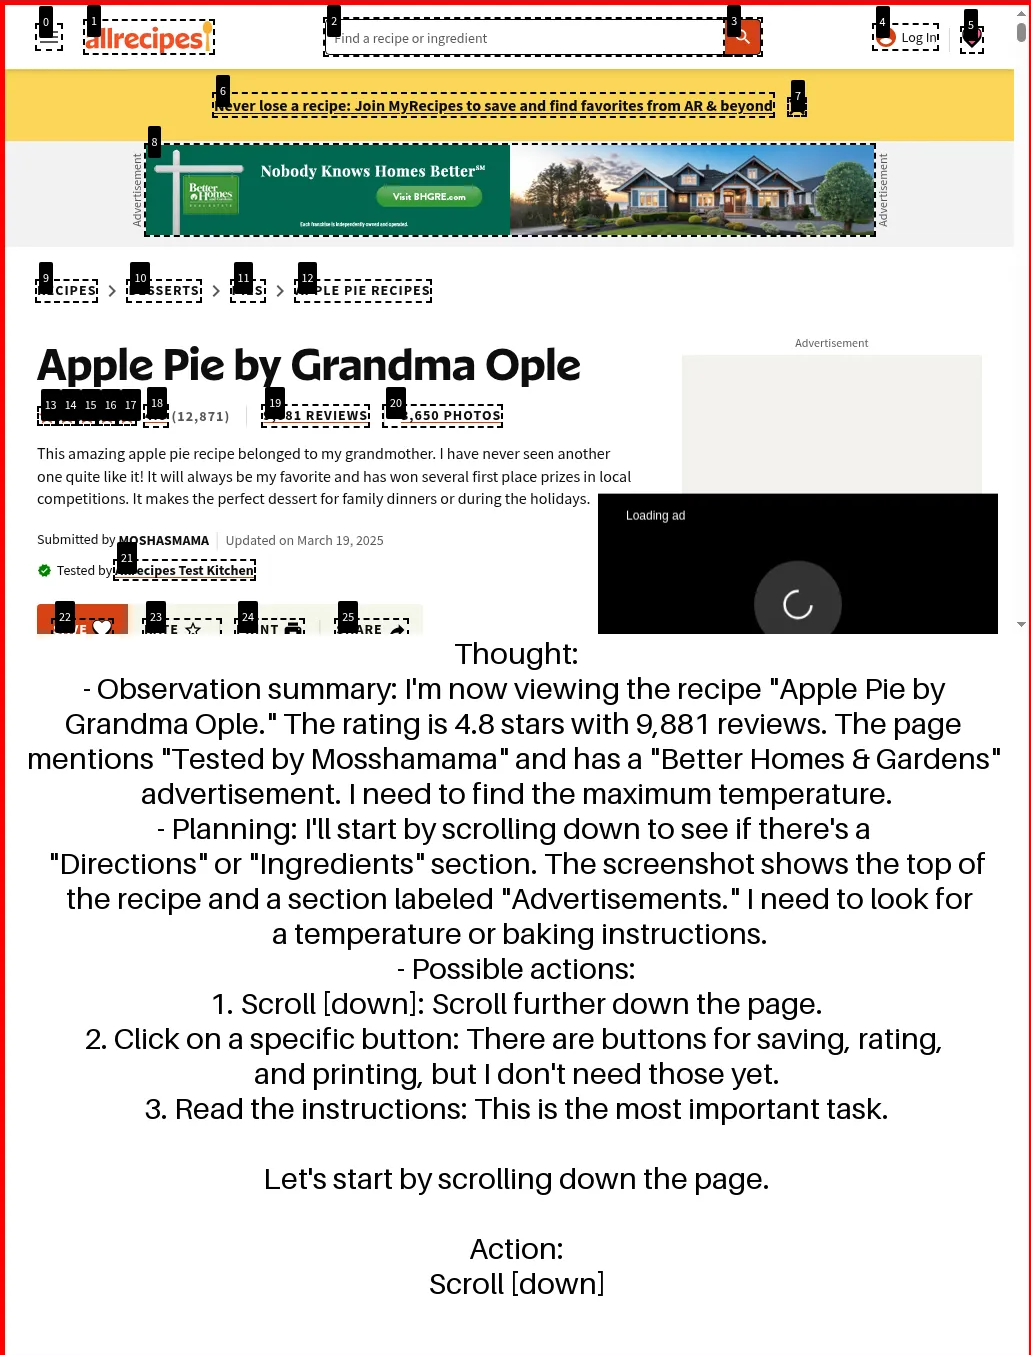 0
1
2
3
4
5
allrecipes
Find a recipe or ingredient
Log In
6
7
Never lose a recipe: Join MyRecipes to save and find favorites from AR & beyond
8
Advertisement
Better Homes
REAL ESTATE
Nobody Knows Homes Better℠
Visit BHGRE.com
Each franchise is independently owned and operated.
Advertisement
9
10
11
12
PIE RECIPES
Apple Pie by Grandma Ople
Advertisement
13
14
15
16
17
18
(12,871)
19
REVIEWS
20
PHOTOS
This amazing apple pie recipe belonged to my grandmother. I have never seen another
one quite like it! It will always be my favorite and has won several first place prizes in local
competitions. It makes the perfect dessert for family dinners or during the holidays.
Loading ad
Submitted by MOSHASMAMA
Updated on March 19, 2025
21
Tested by Allrecipes Test Kitchen
22
23
24
25
Thought:
- Observation summary: I'm now viewing the recipe "Apple Pie by
Grandma Ople." The rating is 4.8 stars with 9,881 reviews. The page
mentions "Tested by Mosshamama" and has a "Better Homes & Gardens"
advertisement. I need to find the maximum temperature.
- Planning: I'll start by scrolling down to see if there's a
"Directions" or "Ingredients" section. The screenshot shows the top of
the recipe and a section labeled "Advertisements." I need to look for
a temperature or baking instructions.
- Possible actions:
1. Scroll [down]: Scroll further down the page.
2. Click on a specific button: There are buttons for saving, rating,
and printing, but I don't need those yet.
3. Read the instructions: This is the most important task.
Let's start by scrolling down the page.
Action:
Scroll [down]